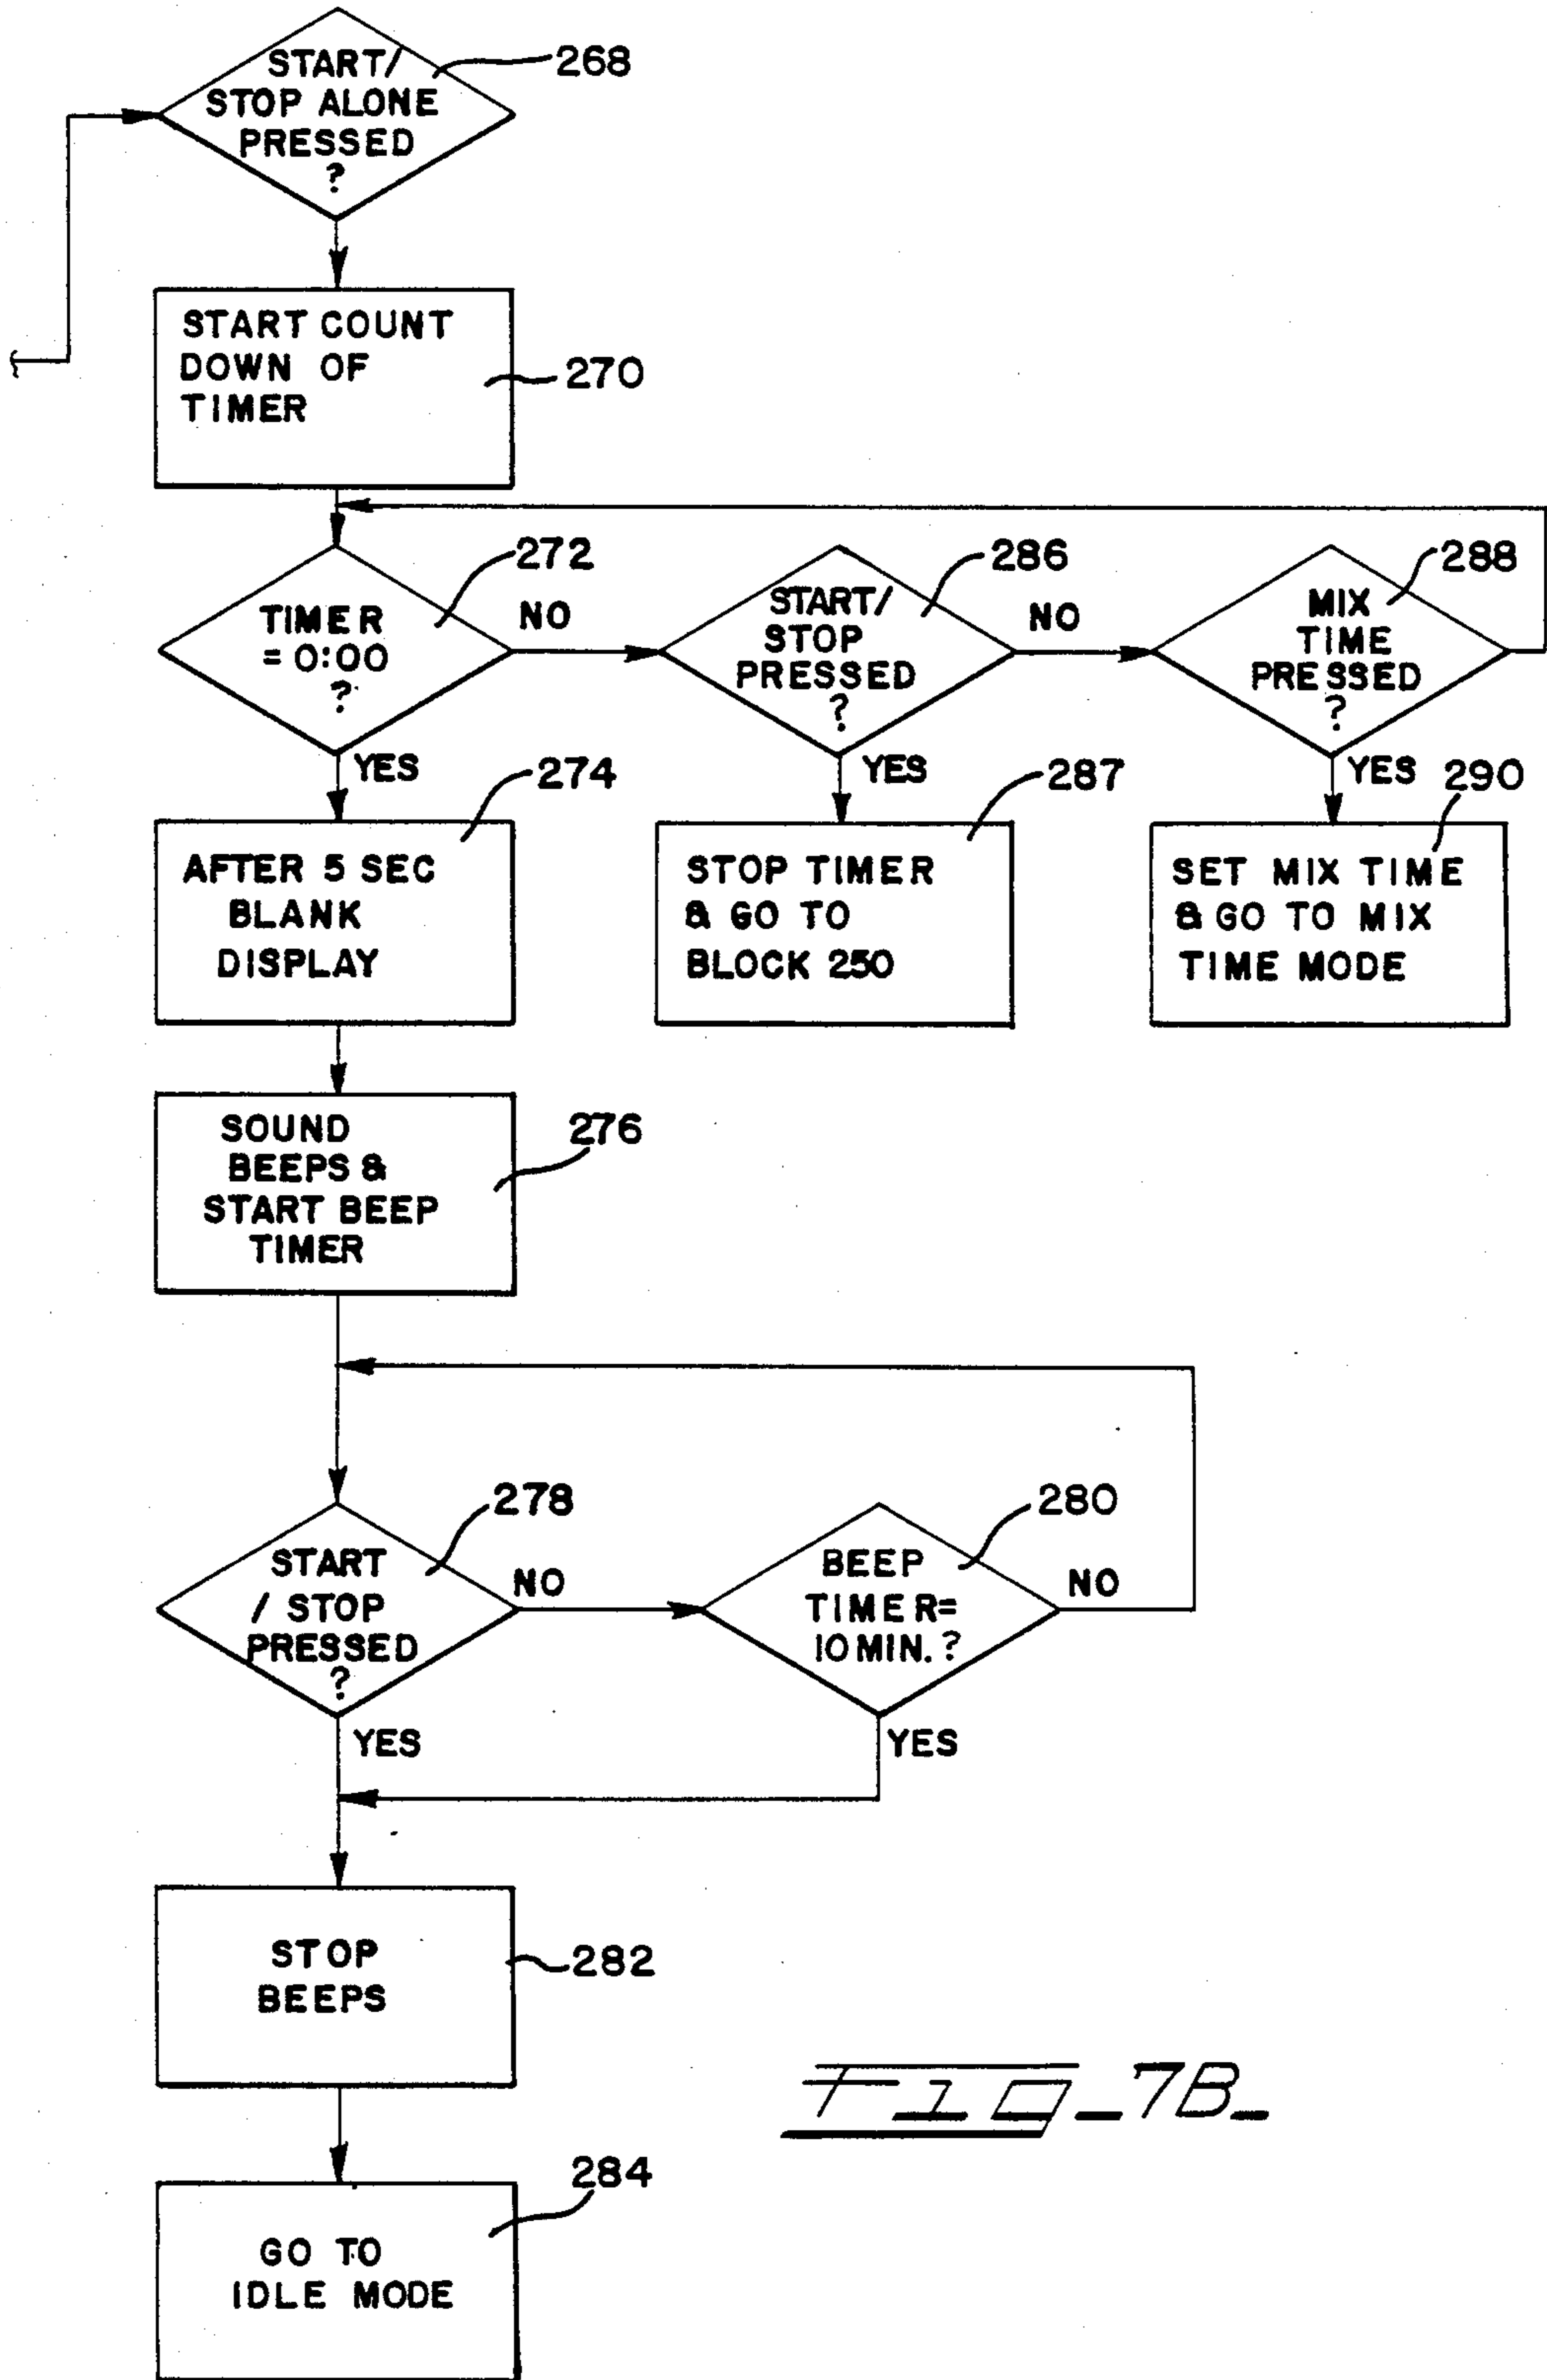 START/
STOP ALONE
PRESSED
?
268
START COUNT
DOWN OF
TIMER
270
TIMER
= 0:00
?
272
NO
START/
STOP
PRESSED
?
286
NO
MIX
TIME
PRESSED
?
288
YES
YES
YES
AFTER 5 SEC
BLANK
DISPLAY
274
STOP TIMER
& GO TO
BLOCK 250
287
SET MIX TIME
& GO TO MIX
TIME MODE
290
SOUND
BEEPS &
START BEEP
TIMER
276
START
/ STOP
PRESSED
?
278
NO
BEEP
TIMER=
10 MIN. ?
280
NO
YES
YES
STOP
BEEPS
282
GO TO
IDLE MODE
284
FIG_7B_